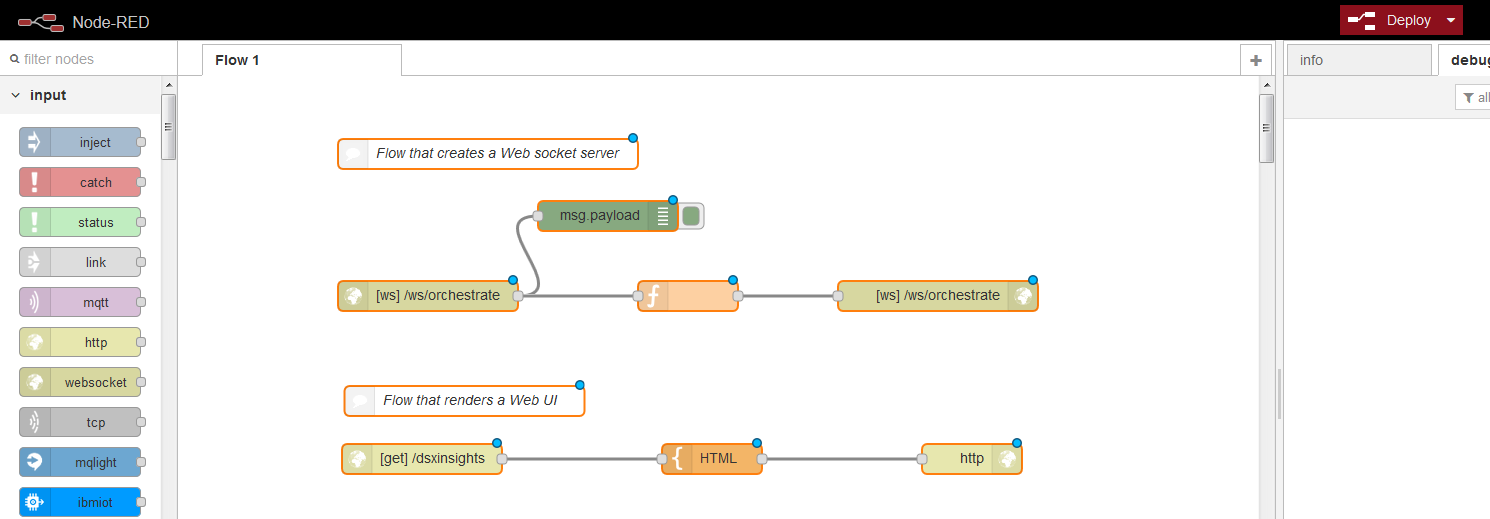 Node-RED
Deploy
filter nodes
Flow 1
info
debug
input
all
inject
catch
status
link
mqtt
http
websocket
tcp
mqlight
ibmiot
Flow that creates a Web socket server
msg.payload
[ws] /ws/orchestrate
[ws] /ws/orchestrate
Flow that renders a Web UI
[get] /dsxinsights
HTML
http